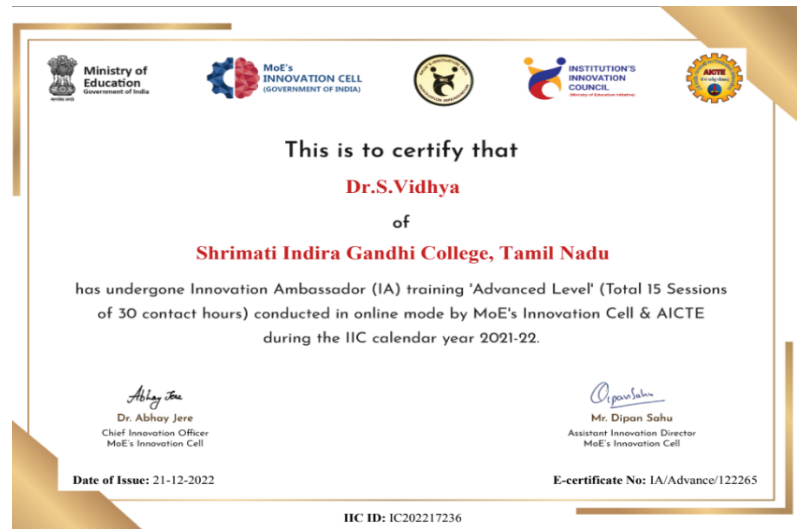 Ministry of
Education
Government of India
MoE's
INNOVATION CELL
(GOVERNMENT OF INDIA)
INSTITUTION'S
INNOVATION
COUNCIL
(Ministry of Education Initiative)
AICTE
This is to certify that
Dr.S.Vidhya
of
Shrimati Indira Gandhi College, Tamil Nadu
has undergone Innovation Ambassador (IA) training 'Advanced Level' (Total 15 Sessions
of 30 contact hours) conducted in online mode by MoE's Innovation Cell & AICTE
during the IIC calendar year 2021-22.
Abhay Jere
Dipan Sahu
Dr. Abhay Jere
Mr. Dipan Sahu
Chief Innovation Officer
Assistant Innovation Director
MoE's Innovation Cell
MoE's Innovation Cell
Date of Issue: 21-12-2022
E-certificate No: IA/Advance/122265
IIC ID: IC202217236